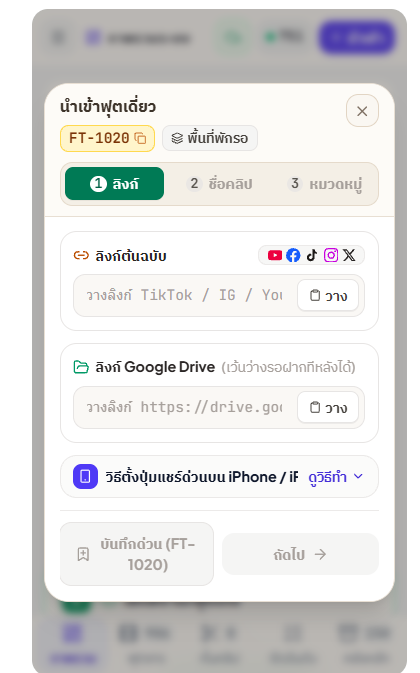 นำเข้าฟุตเดี่ยว
FT-1020 พื้นที่พักรอ
1 ลิงก์ 2 ชื่อคลิป 3 หมวดหมู่
ลิงก์ต้นฉบับ
วางลิงก์ TikTok / IG / You วาง
ลิงก์ Google Drive (เว้นว่างรอฝากทีหลังได้)
วางลิงก์ https://drive.goo วาง
วิธีตั้งปุ่มแชร์ด่วนบน iPhone / iF ดูวิธีทำ
บันทึกด่วน (FT-
1020)
ถัดไป